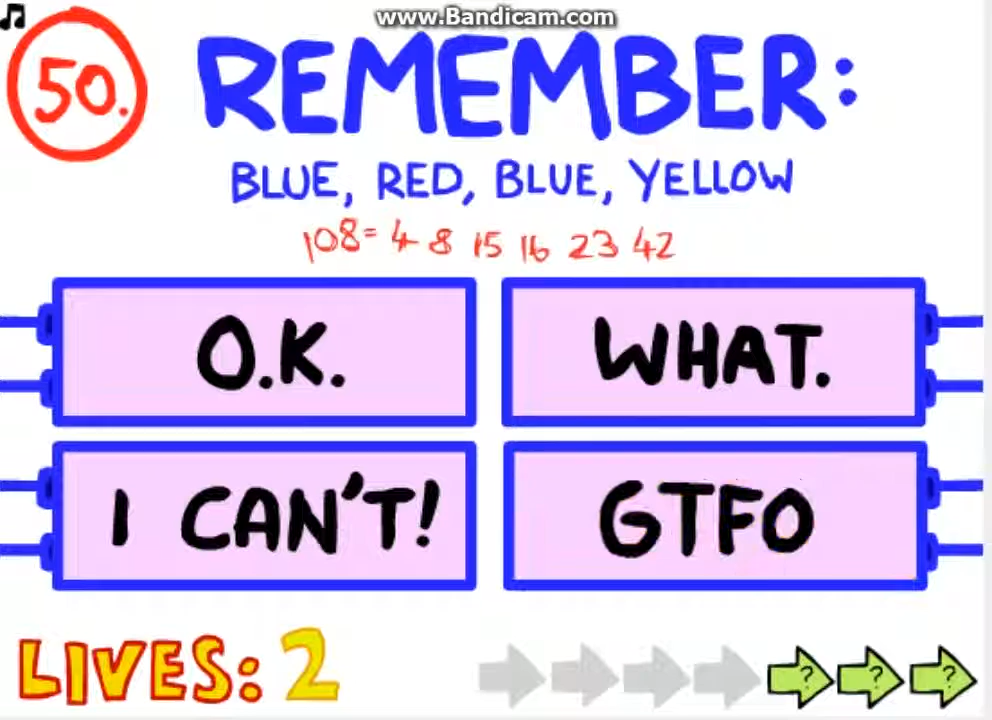 www.Bandicam.com
50.
REMEMBER:
BLUE, RED, BLUE, YELLOW
108= 4 8 15 16 23 42
O.K.
WHAT.
I CAN'T!
GTFO
LIVES: 2
? ? ?